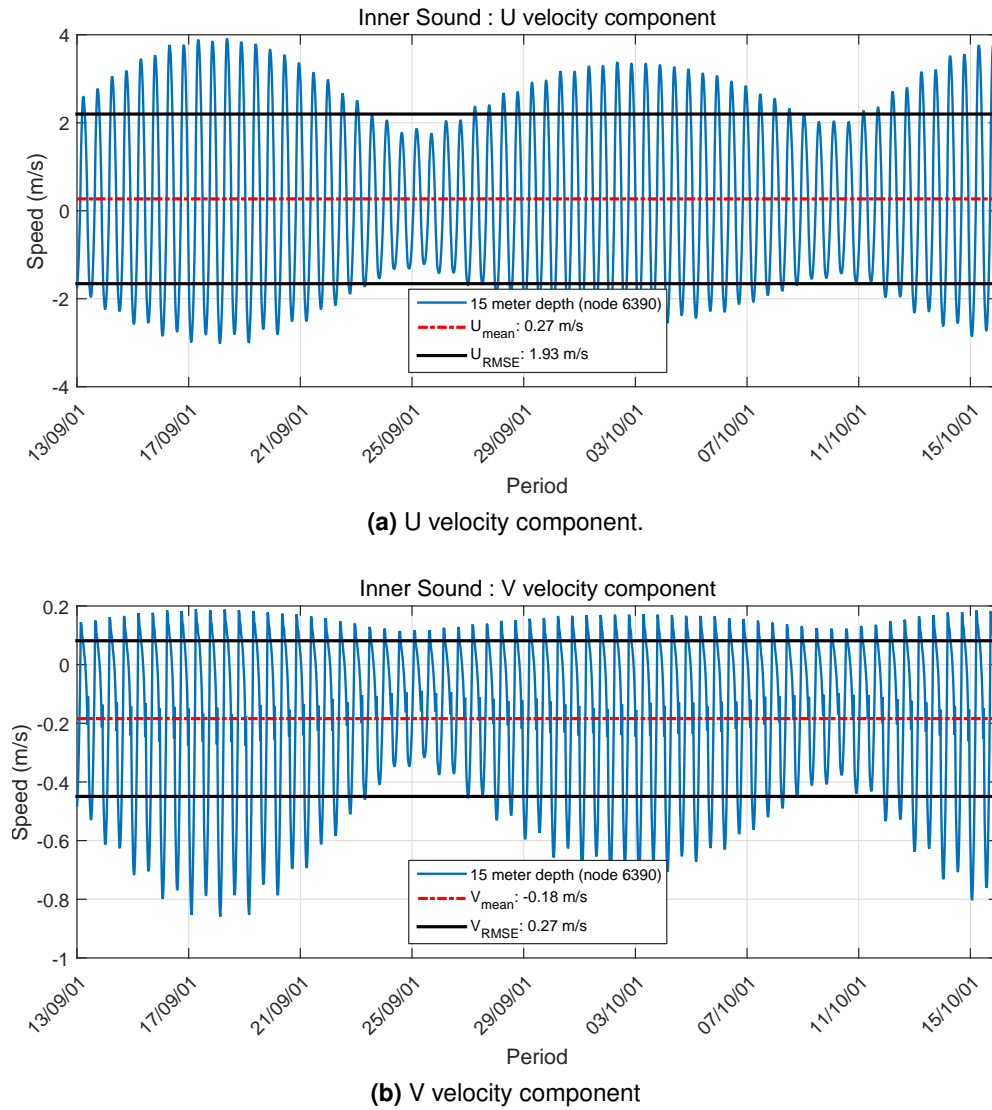 Inner Sound : U velocity component
4
2
0
-2
-4
Speed (m/s)
15 meter depth (node 6390)
U_mean: 0.27 m/s
U_RMSE: 1.93 m/s
13/09/01 17/09/01 21/09/01 25/09/01 29/09/01 03/10/01 07/10/01 11/10/01 15/10/01
Period
(a) U velocity component.
Inner Sound : V velocity component
0.2
0
-0.2
-0.4
-0.6
-0.8
-1
Speed (m/s)
15 meter depth (node 6390)
V_mean: -0.18 m/s
V_RMSE: 0.27 m/s
13/09/01 17/09/01 21/09/01 25/09/01 29/09/01 03/10/01 07/10/01 11/10/01 15/10/01
Period
(b) V velocity component